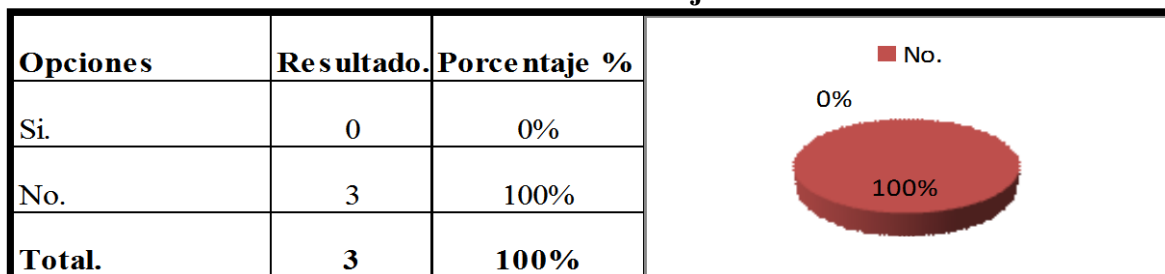 Opciones Resultado. Porcentaje %
Si. 0 0%
No. 3 100%
Total. 3 100%
No.
0%
100%